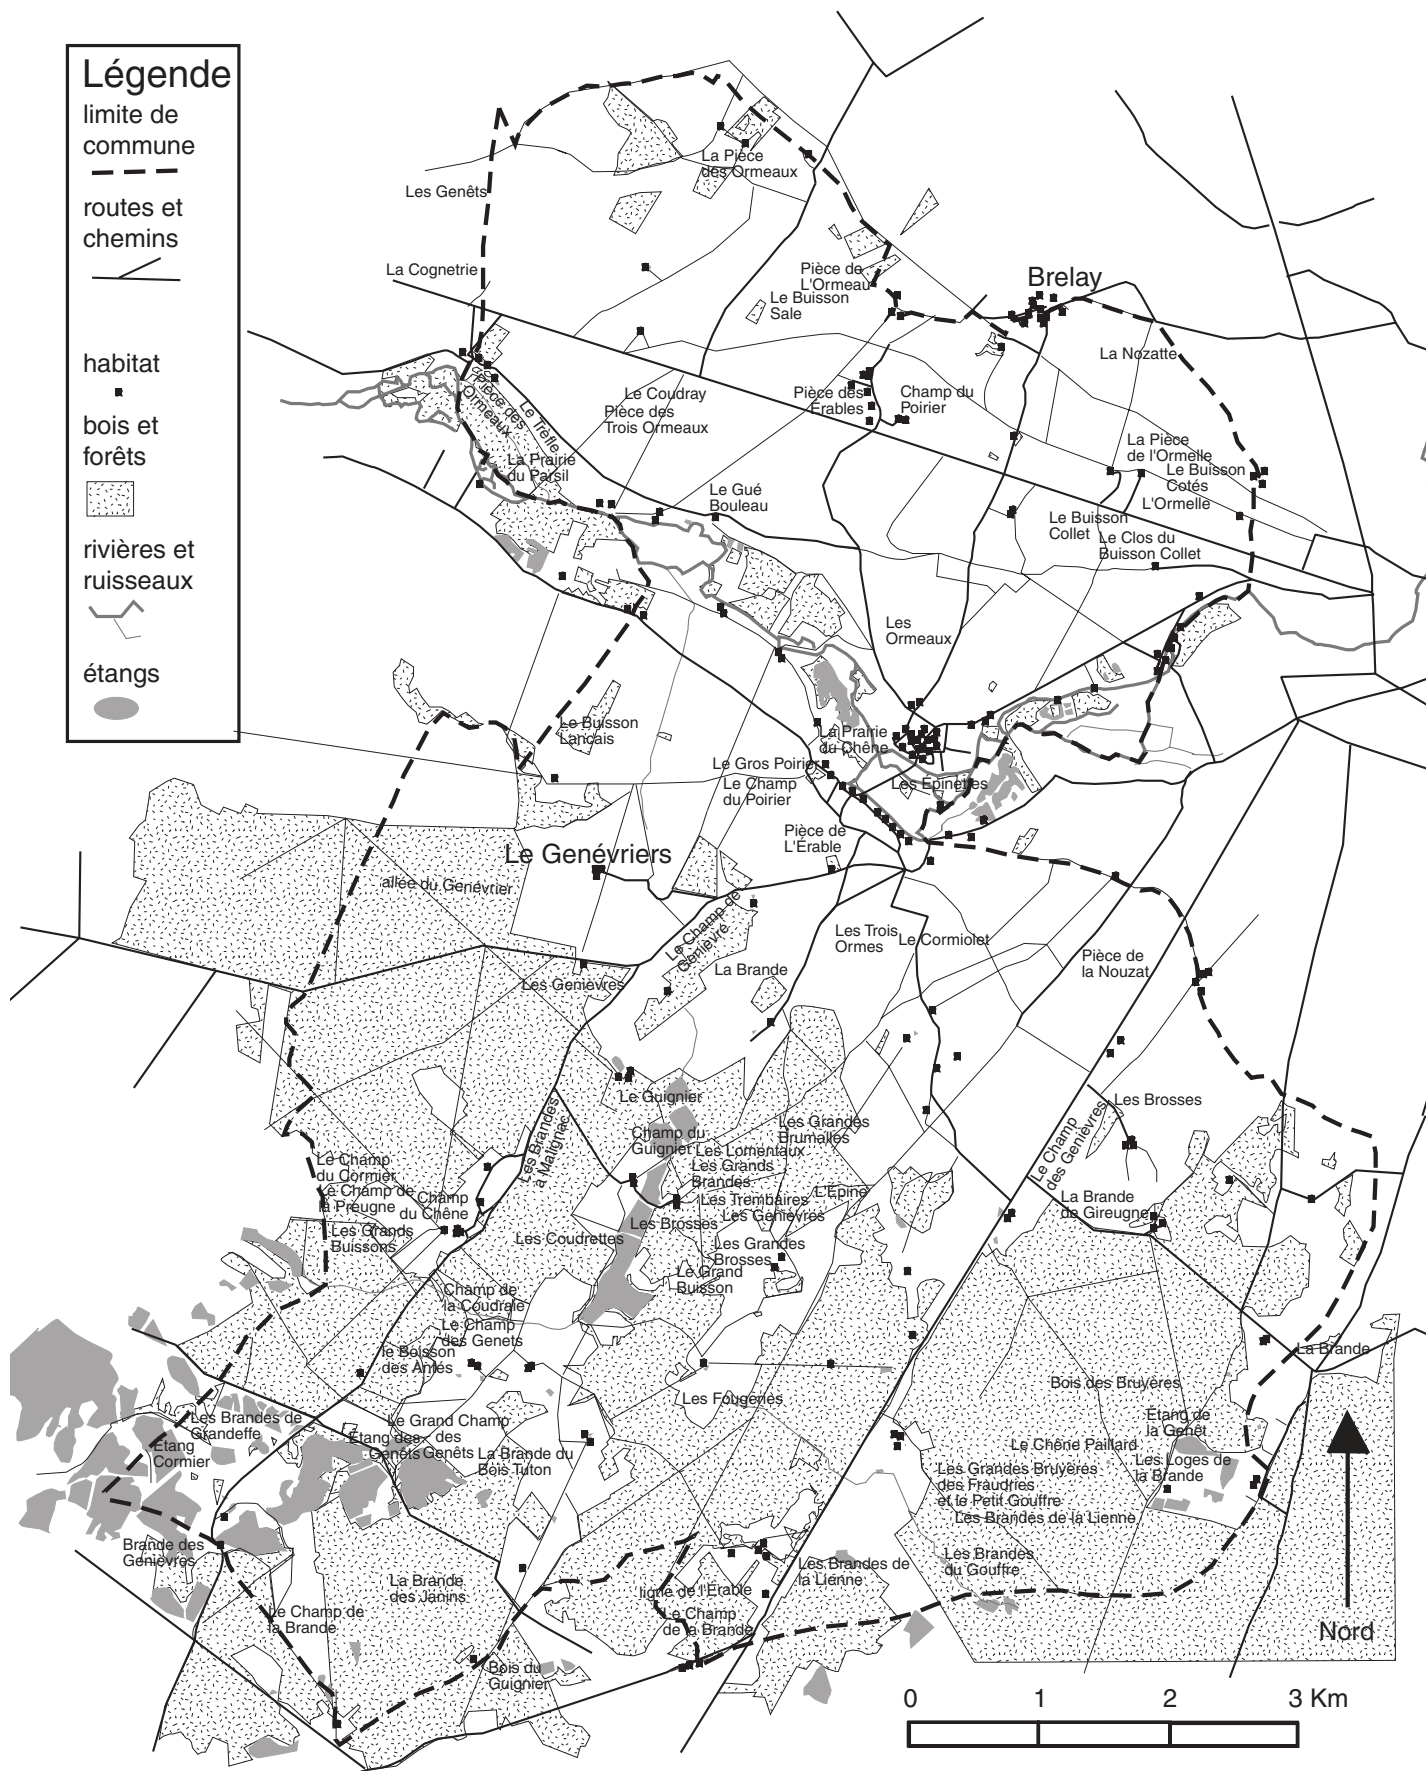 Légende
limite de
commune
routes et
chemins
habitat
bois et
forêts
rivières et
ruisseaux
étangs
La Pièce
des Ormeaux
Les Genêts
La Cognetrie
Pièce de
L'Ormeau
Le Buisson
Sale
Brelay
La Nozatte
Pièce des
Ormeaux
Le Trèfle
Le Coudray
Pièce des
Trois Ormeaux
Pièce des
Érables
Champ du
Poirier
La Prairie
du Parsil
La Pièce
de l'Ormelle
Le Buisson
Cotés
L'Ormelle
Le Gué
Bouleau
Le Buisson
Collet
Le Clos du
Buisson Collet
Les
Ormeaux
Le Buisson
Lançais
La Prairie
du Chêne
Le Gros Poirier
Le Champ
du Poirier
Les Épinettes
Pièce de
L'Érable
Le Genévriers
allée du Genévrier
Le Champ de
Genièvre
Les Trois
Ormes
Le Cormiolet
La Brande
Pièce de
la Nouzat
Les Genièvres
Le Guignier
Les Brandes
à Malignac
Champ du
Guignier
Les Grandes
Brumalles
Les Lomentaux
Les Grands
Brandes
Les Trembaires
L'Épine
Les Genièvres
Les Brosses
Le Champ
des Genièvres
La Brande
de Gireugne
Le Champ
du Cormier
Le Champ de
la Preugne
Champ
du Chêne
Les Grands
Buissons
Les Coudrettes
Les Brosses
Les Grandes
Brosses
Le Grand
Buisson
Champ de
la Coudraie
Le Champ
des Genets
le Boisson
des Amés
La Brande
Les Fougènes
Bois des Bruyères
Les Brandes de
Grandeffe
Étang
Cormier
Le Grand Champ
des
Genêts
Étang des
Genêts
La Brande du
Bois Tuton
Étang de
la Genêt
Le Chêne Paillard
Les Loges de
la Brande
Les Grandes Bruyères
des Fraudries
et le Petit Gouffre
Les Brandes de la Lienne
Brande des
Genièvres
Les Brandes
du Gouffre
Les Brandes de
la Lienne
La Brande
des Janins
ligne de l'Érable
Le Champ de
la Brande
Le Champ
de la Brande
Bois du
Guignier
Nord
0 1 2 3 Km